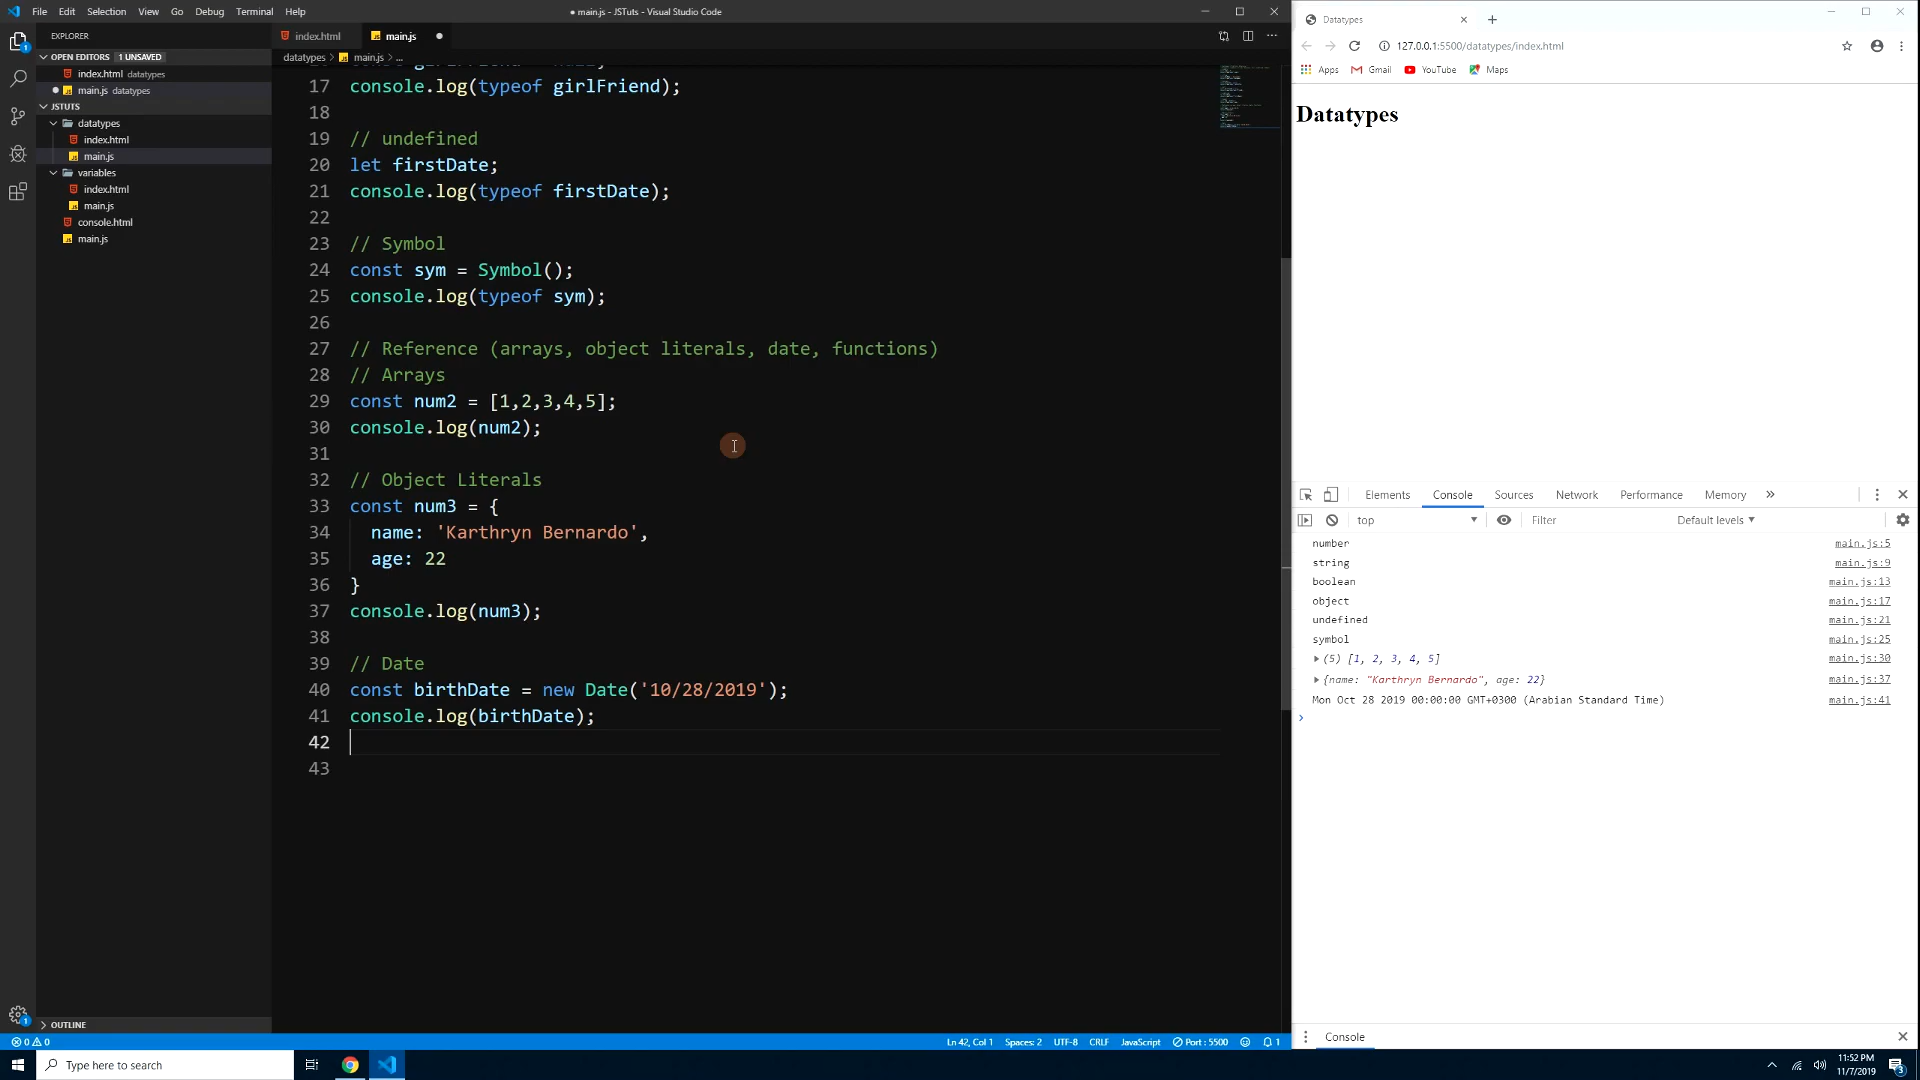 File Edit Selection View Go Debug Terminal Help
● main.js - JSTuts - Visual Studio Code
EXPLORER
OPEN EDITORS 1 UNSAVED
index.html datatypes
main.js datatypes
JSTUTS
datatypes
index.html
main.js
variables
index.html
main.js
console.html
main.js
OUTLINE
index.html
main.js
datatypes > main.js > ...
17 console.log(typeof girlFriend);
18
19 // undefined
20 let firstDate;
21 console.log(typeof firstDate);
22
23 // Symbol
24 const sym = Symbol();
25 console.log(typeof sym);
26
27 // Reference (arrays, object literals, date, functions)
28 // Arrays
29 const num2 = [1,2,3,4,5];
30 console.log(num2);
31
32 // Object Literals
33 const num3 = {
34 name: 'Karthryn Bernardo',
35 age: 22
36 }
37 console.log(num3);
38
39 // Date
40 const birthDate = new Date('10/28/2019');
41 console.log(birthDate);
42
43
0 0
Ln 42, Col 1 Spaces: 2 UTF-8 CRLF JavaScript Port : 5500 1
Datatypes
127.0.0.1:5500/datatypes/index.html
Apps Gmail YouTube Maps
Datatypes
Elements Console Sources Network Performance Memory »
top Filter Default levels
number main.js:5
string main.js:9
boolean main.js:13
object main.js:17
undefined main.js:21
symbol main.js:25
(5) [1, 2, 3, 4, 5] main.js:30
{name: "Karthryn Bernardo", age: 22} main.js:37
Mon Oct 28 2019 00:00:00 GMT+0300 (Arabian Standard Time) main.js:41
Console
Type here to search
11:52 PM
11/7/2019
3